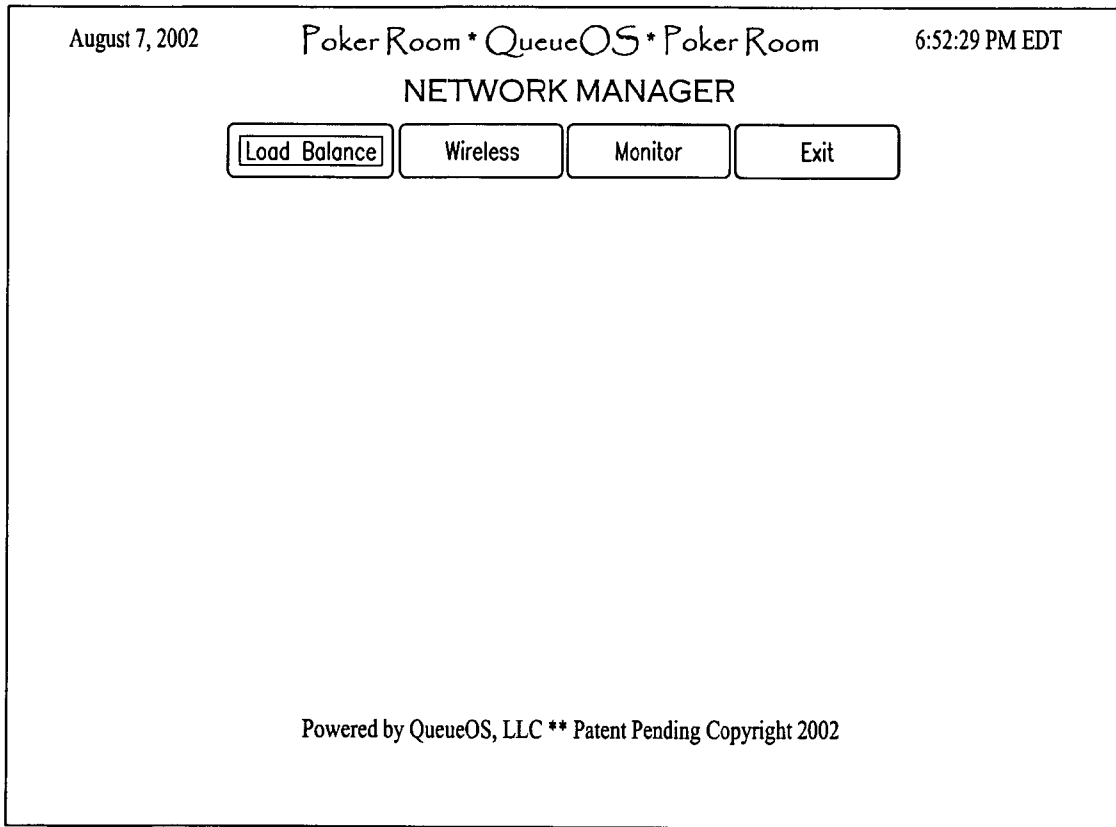 August 7, 2002 Poker Room * QueueOS * Poker Room 6:52:29 PM EDT
NETWORK MANAGER
Load Balance Wireless Monitor Exit
Powered by QueueOS, LLC ** Patent Pending Copyright 2002